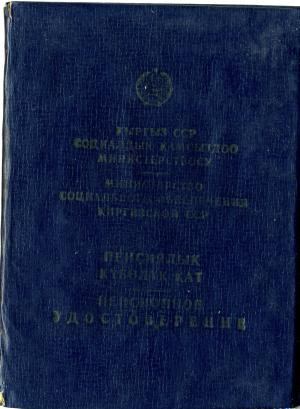 КЫРГЫЗ ССР
СОЦИАЛДЫК КАМСЫЗДОО
МИНИСТЕРСТВОСУ
МИНИСТЕРСТВО
СОЦИАЛЬНОГО ОБЕСПЕЧЕНИЯ
КИРГИЗСКОЙ ССР
ПЕНСИЯЛЫК
КҮБӨЛҮК КАТ
ПЕНСИОННОЕ
УДОСТОВЕРЕНИЕ